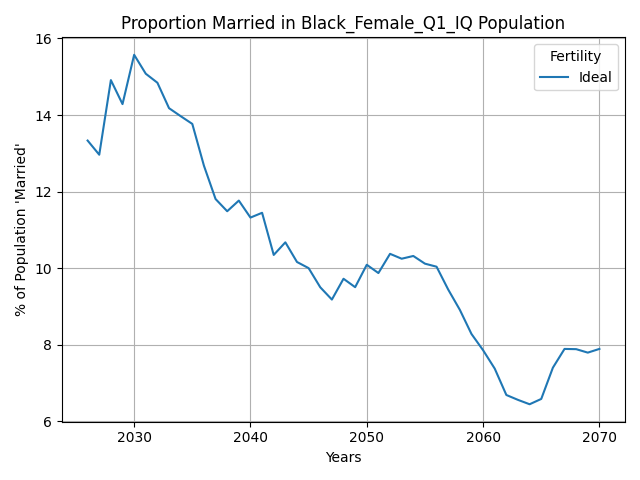 Proportion Married in Black_Female_Q1_IQ Population
Fertility
Ideal
% of Population 'Married'
16
14
12
10
8
6
2030
2040
2050
2060
2070
Years